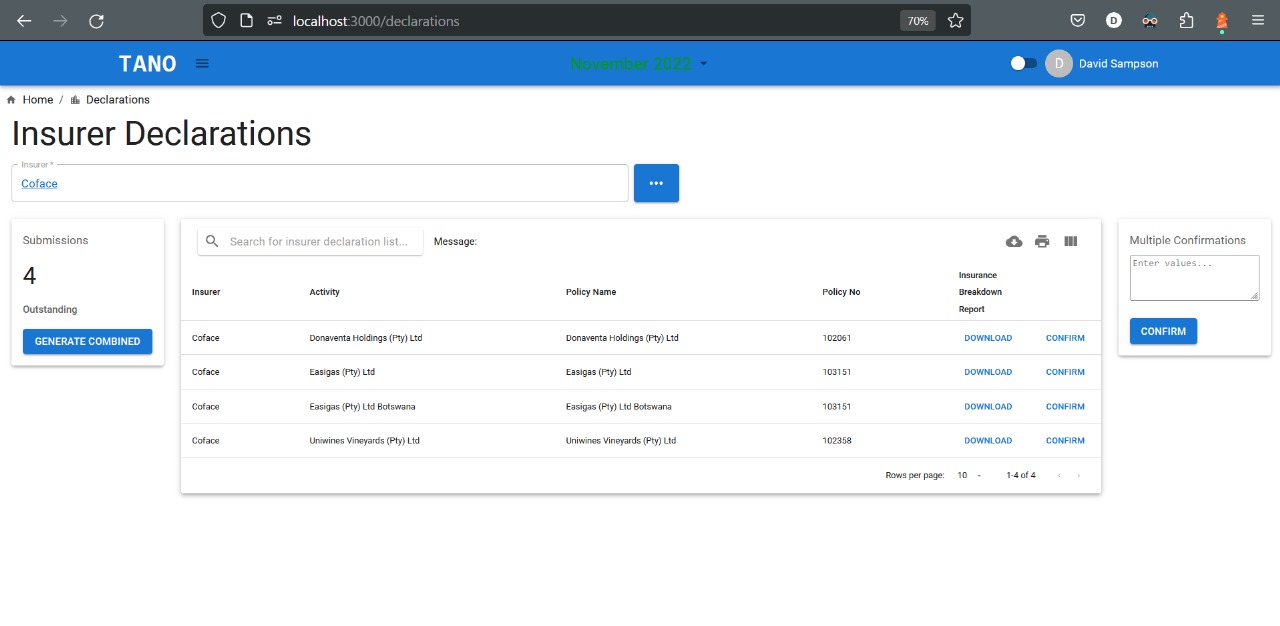 localhost:3000/declarations
70%
D
TANO
November 2022
D
David Sampson
Home / Declarations
Insurer Declarations
Insurer *
Coface
Submissions
4
Outstanding
GENERATE COMBINED
Search for insurer declaration list...
Message:
Insurer Activity Policy Name Policy No Insurance Breakdown Report
Coface Donaventa Holdings (Pty) Ltd Donaventa Holdings (Pty) Ltd 102061 DOWNLOAD CONFIRM
Coface Easigas (Pty) Ltd Easigas (Pty) Ltd 103151 DOWNLOAD CONFIRM
Coface Easigas (Pty) Ltd Botswana Easigas (Pty) Ltd Botswana 103151 DOWNLOAD CONFIRM
Coface Uniwines Vineyards (Pty) Ltd Uniwines Vineyards (Pty) Ltd 102358 DOWNLOAD CONFIRM
Rows per page: 10 1-4 of 4
Multiple Confirmations
Enter values...
CONFIRM